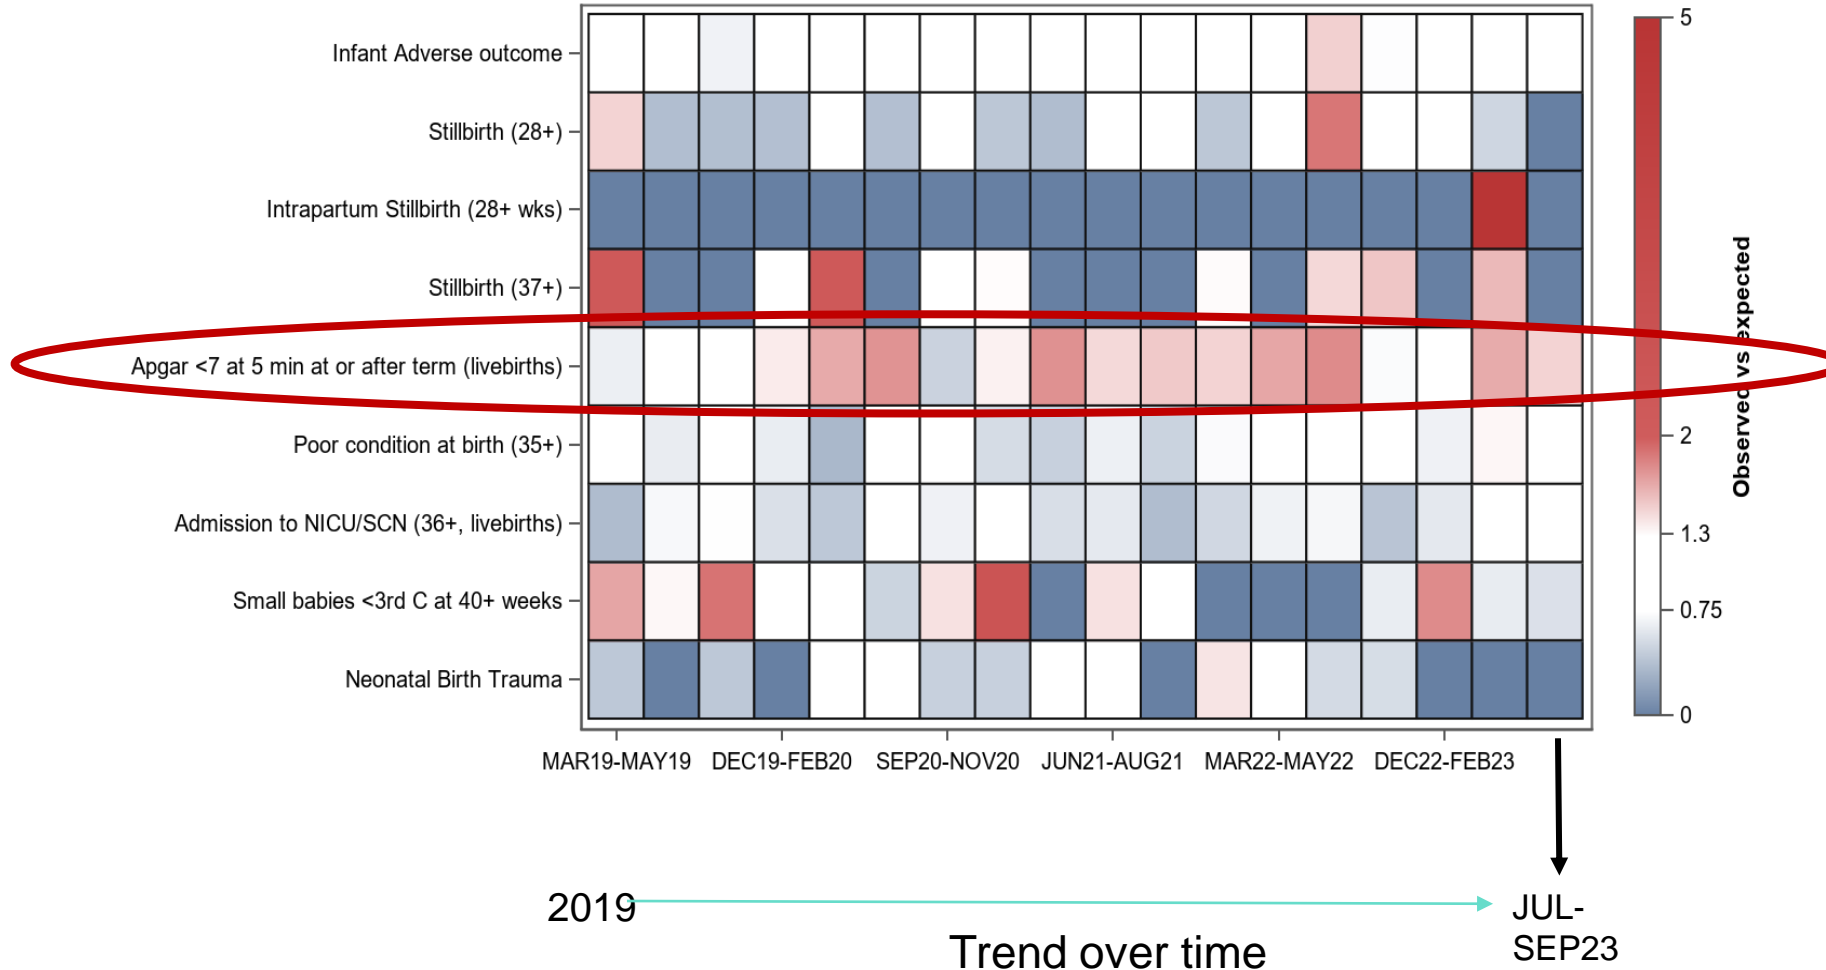 Infant Adverse outcome
Stillbirth (28+)
Intrapartum Stillbirth (28+ wks)
Stillbirth (37+)
Apgar <7 at 5 min at or after term (livebirths)
Poor condition at birth (35+)
Admission to NICU/SCN (36+, livebirths)
Small babies <3rd C at 40+ weeks
Neonatal Birth Trauma
MAR19-MAY19 DEC19-FEB20 SEP20-NOV20 JUN21-AUG21 MAR22-MAY22 DEC22-FEB23
5
2
1.3
0.75
0
Observed vs expected
2019
JUL-
SEP23
Trend over time